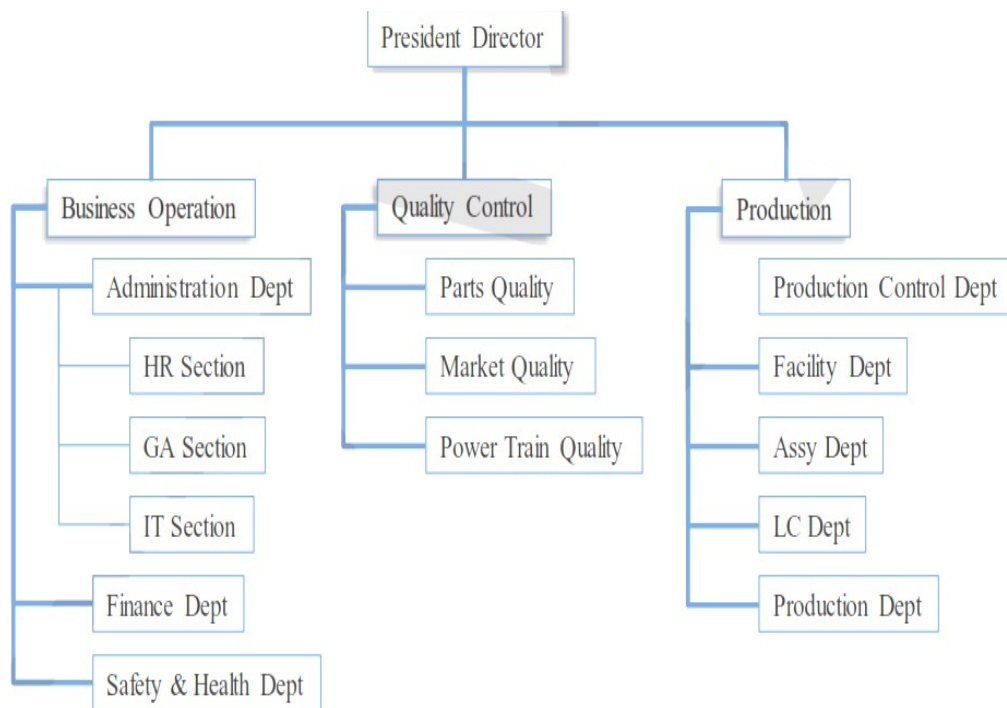 President Director
Business Operation
Administration Dept
HR Section
GA Section
IT Section
Finance Dept
Safety & Health Dept
Quality Control
Parts Quality
Market Quality
Power Train Quality
Production
Production Control Dept
Facility Dept
Assy Dept
LC Dept
Production Dept